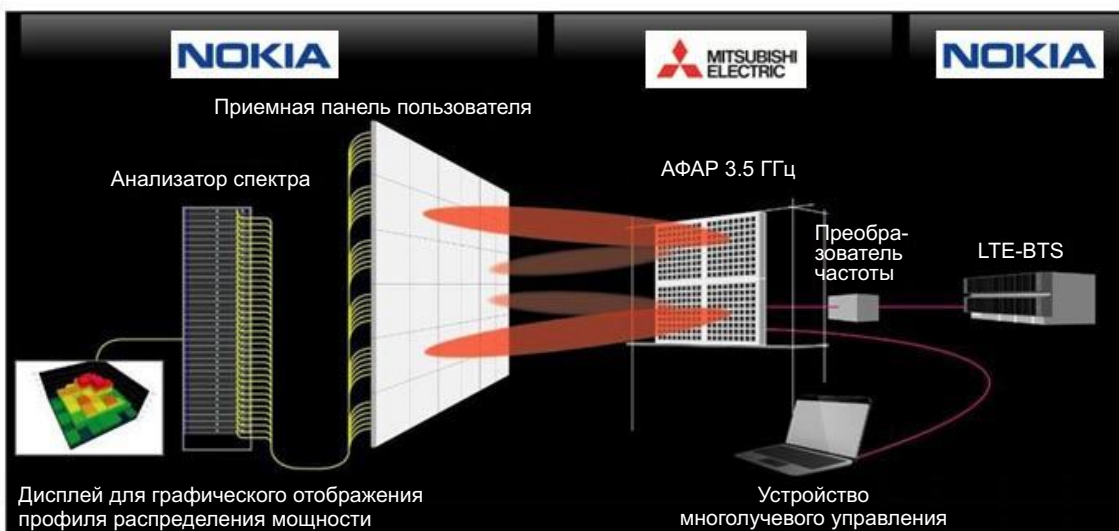 NOKIA
MITSUBISHI
ELECTRIC
NOKIA
Приемная панель пользователя
Анализатор спектра
АФАР 3.5 ГГц
Преобра-
зователь
частоты
LTE-BTS
Дисплей для графического отображения
профиля распределения мощности
Устройство
многолучевого управления